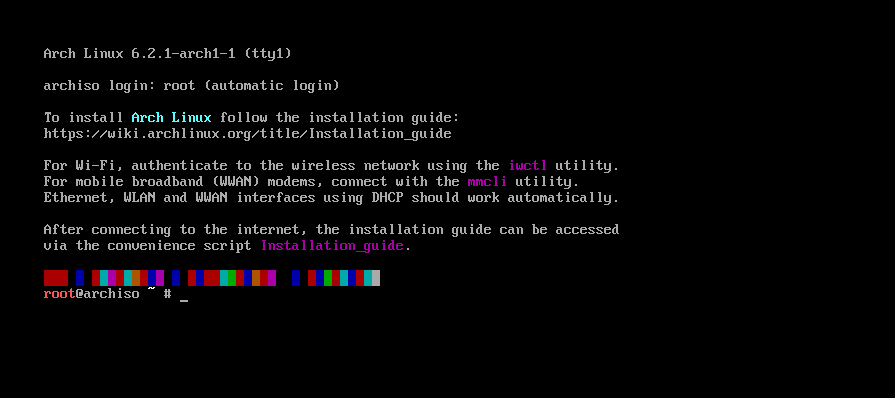 Arch Linux 6.2.1-arch1-1 (tty1)
archiso login: root (automatic login)
To install Arch Linux follow the installation guide:
https://wiki.archlinux.org/title/Installation_guide
For Wi-Fi, authenticate to the wireless network using the iwctl utility.
For mobile broadband (WWAN) modems, connect with the mmcli utility.
Ethernet, WLAN and WWAN interfaces using DHCP should work automatically.
After connecting to the internet, the installation guide can be accessed
via the convenience script Installation_guide.
root@archiso ~ # _